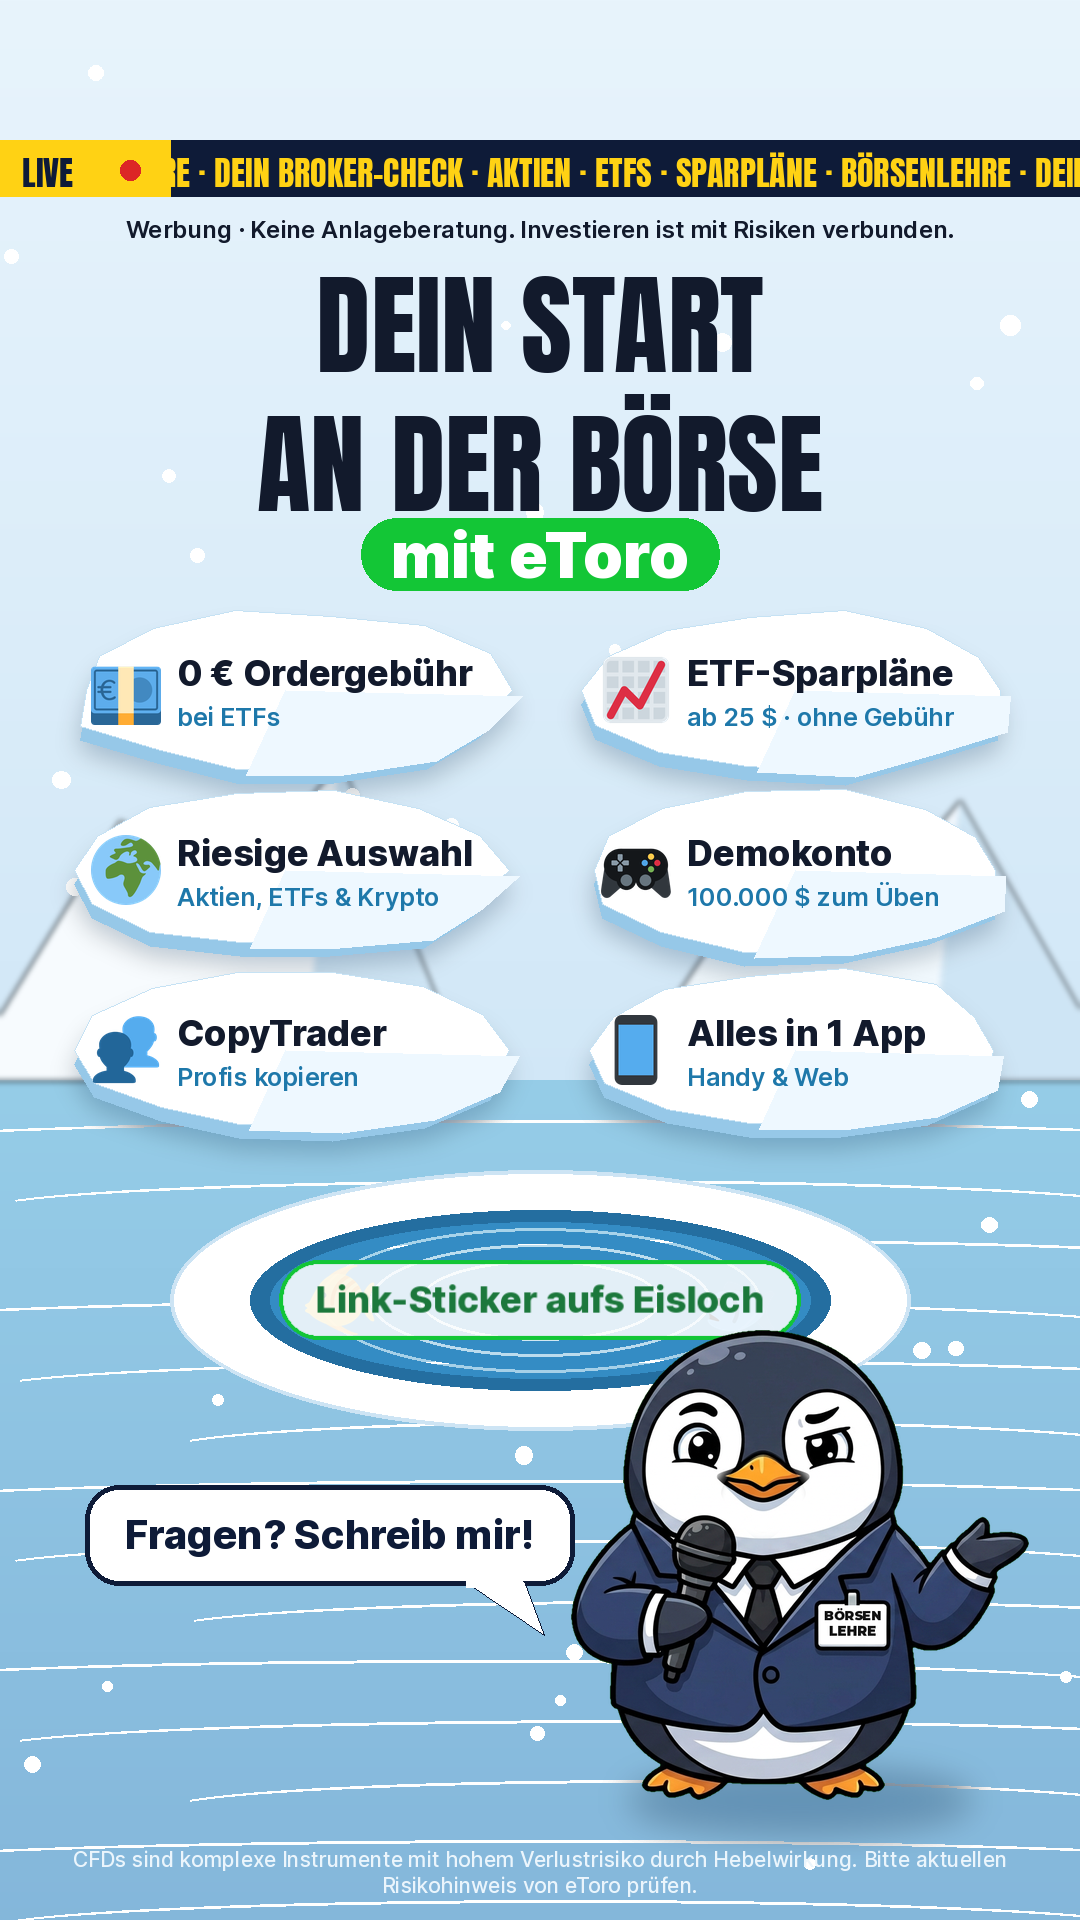 LIVE
RE · DEIN BROKER-CHECK · AKTIEN · ETFS · SPARPLÄNE · BÖRSENLEHRE · DEI
Werbung · Keine Anlageberatung. Investieren ist mit Risiken verbunden.
DEIN START
AN DER BÖRSE
mit eToro
0 € Ordergebühr
bei ETFs
ETF-Sparpläne
ab 25 $ · ohne Gebühr
Riesige Auswahl
Aktien, ETFs & Krypto
Demokonto
100.000 $ zum Üben
CopyTrader
Profis kopieren
Alles in 1 App
Handy & Web
Link-Sticker aufs Eisloch
Fragen? Schreib mir!
BÖRSEN
LEHRE
CFDs sind komplexe Instrumente mit hohem Verlustrisiko durch Hebelwirkung. Bitte aktuellen
Risikohinweis von eToro prüfen.